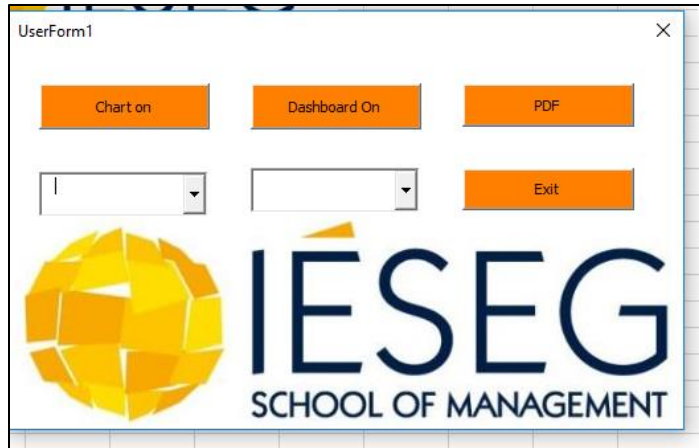 UserForm1
Chart on
Dashboard On
PDF
Exit
IÉSEG
SCHOOL OF MANAGEMENT